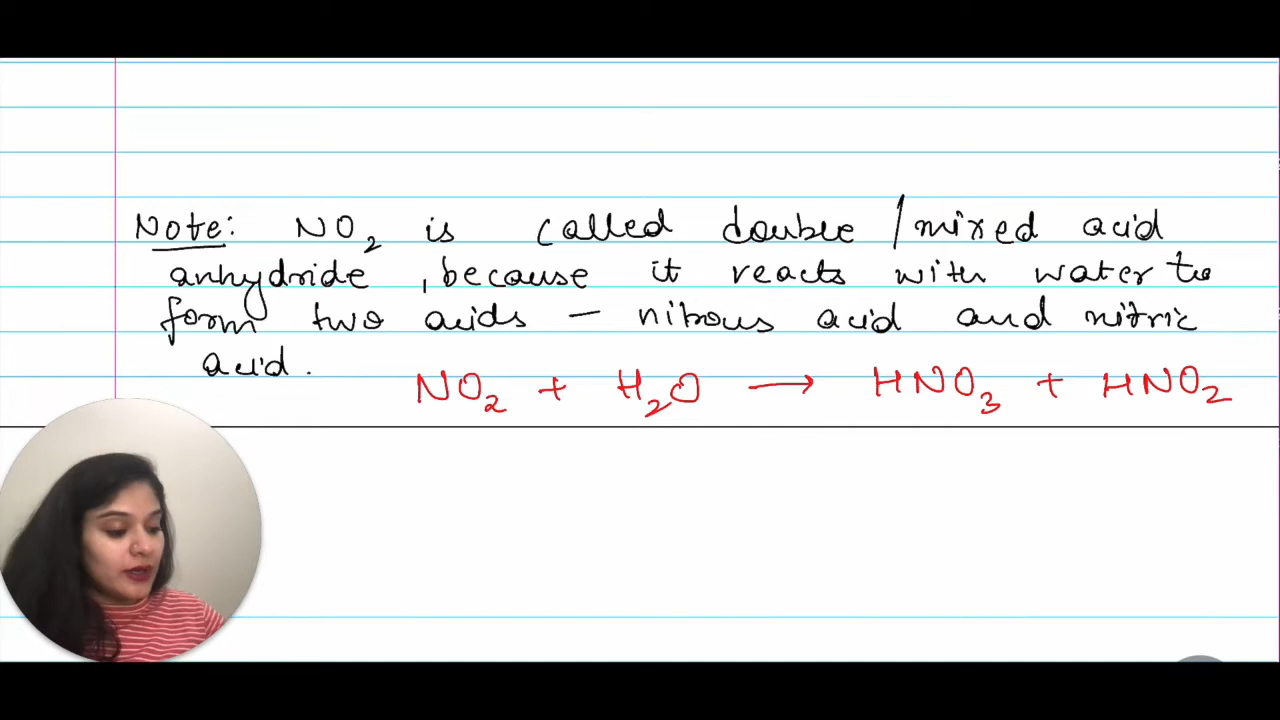 Note: NO₂ is called double /mixed acid
anhydride ,because it reacts with water to
form two acids – nitrous acid and nitric
acid.
NO₂ + H₂O → HNO₃ + HNO₂